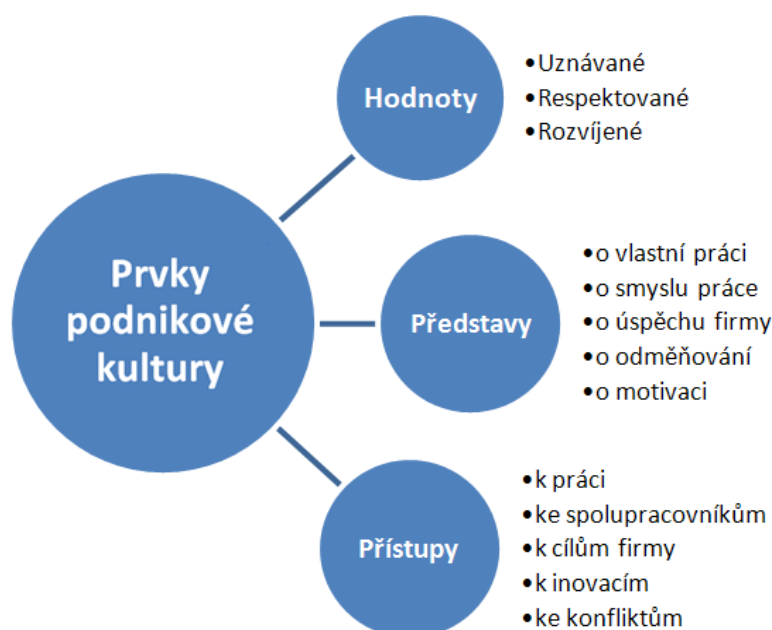 Prvky
podnikové
kultury
Hodnoty
•Uznávané
•Respektované
•Rozvíjené
Představy
•o vlastní práci
•o smyslu práce
•o úspěchu firmy
•o odměňování
•o motivaci
Přístupy
•k práci
•ke spolupracovníkům
•k cílům firmy
•k inovacím
•ke konfliktům